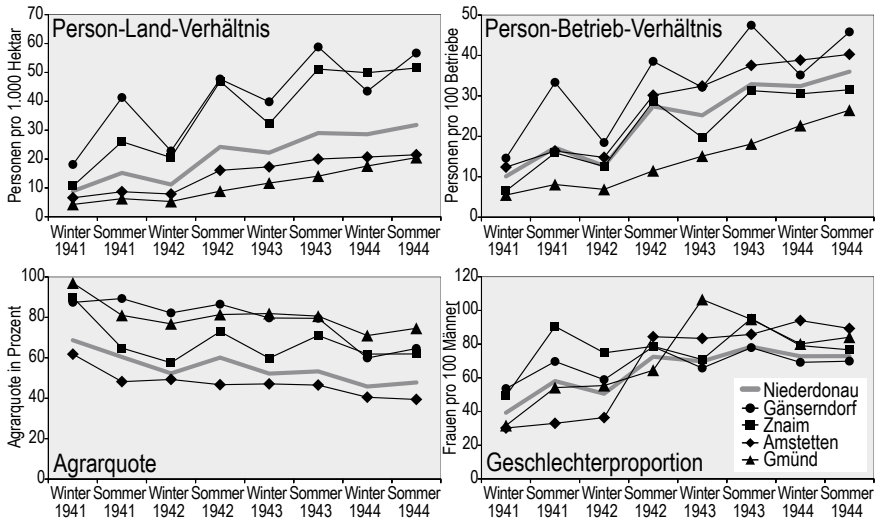 Person-Land-Verhältnis
Personen pro 1.000 Hektar
70
60
50
40
30
20
10
0
Winter Sommer Winter Sommer Winter Sommer Winter Sommer
1941 1941 1942 1942 1943 1943 1944 1944
Person-Betrieb-Verhältnis
Personen pro 100 Betriebe
50
40
30
20
10
0
Winter Sommer Winter Sommer Winter Sommer Winter Sommer
1941 1941 1942 1942 1943 1943 1944 1944
Agrarquote in Prozent
100
80
60
40
20
0
Agrarquote
Winter Sommer Winter Sommer Winter Sommer Winter Sommer
1941 1941 1942 1942 1943 1943 1944 1944
Frauen pro 100 Männer
120
100
80
60
40
20
0
Niederdonau
Gänserndorf
Znaim
Amstetten
Gmünd
Geschlechterproportion
Winter Sommer Winter Sommer Winter Sommer Winter Sommer
1941 1941 1942 1942 1943 1943 1944 1944